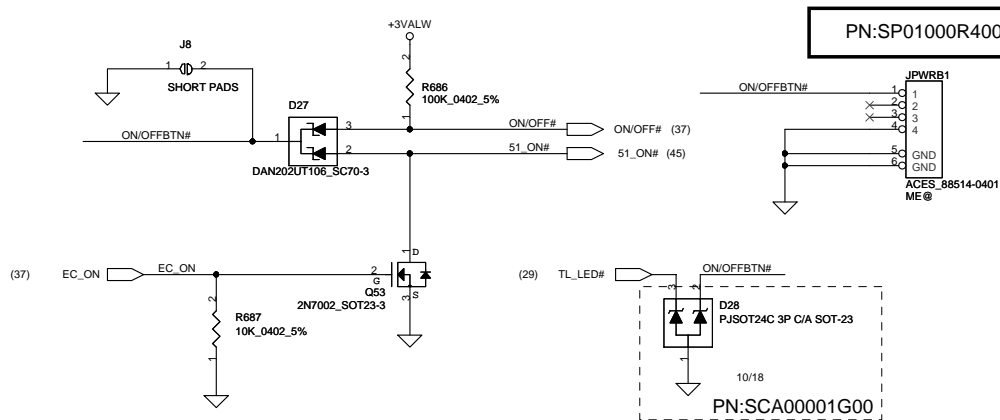 +3VALW
PN:SP01000R400
J8
1 2
SHORT PADS
2
R686
100K_0402_5%
1
JPWRB1
ON/OFFBTN#
1 1
2 2
3 3
4 4
5 GND
6 GND
ACES_88514-0401
ME@
D27
ON/OFFBTN#
1
3
2
DAN202UT106_SC70-3
ON/OFF#
ON/OFF# (37)
51_ON#
51_ON# (45)
(37)
EC_ON
EC_ON
1
D
2
G
S
3
Q53
2N7002_SOT23-3
2
R687
10K_0402_5%
1
(29)
TL_LED#
ON/OFFBTN#
3
2
D28
PJSOT24C 3P C/A SOT-23
1
10/18
PN:SCA00001G00